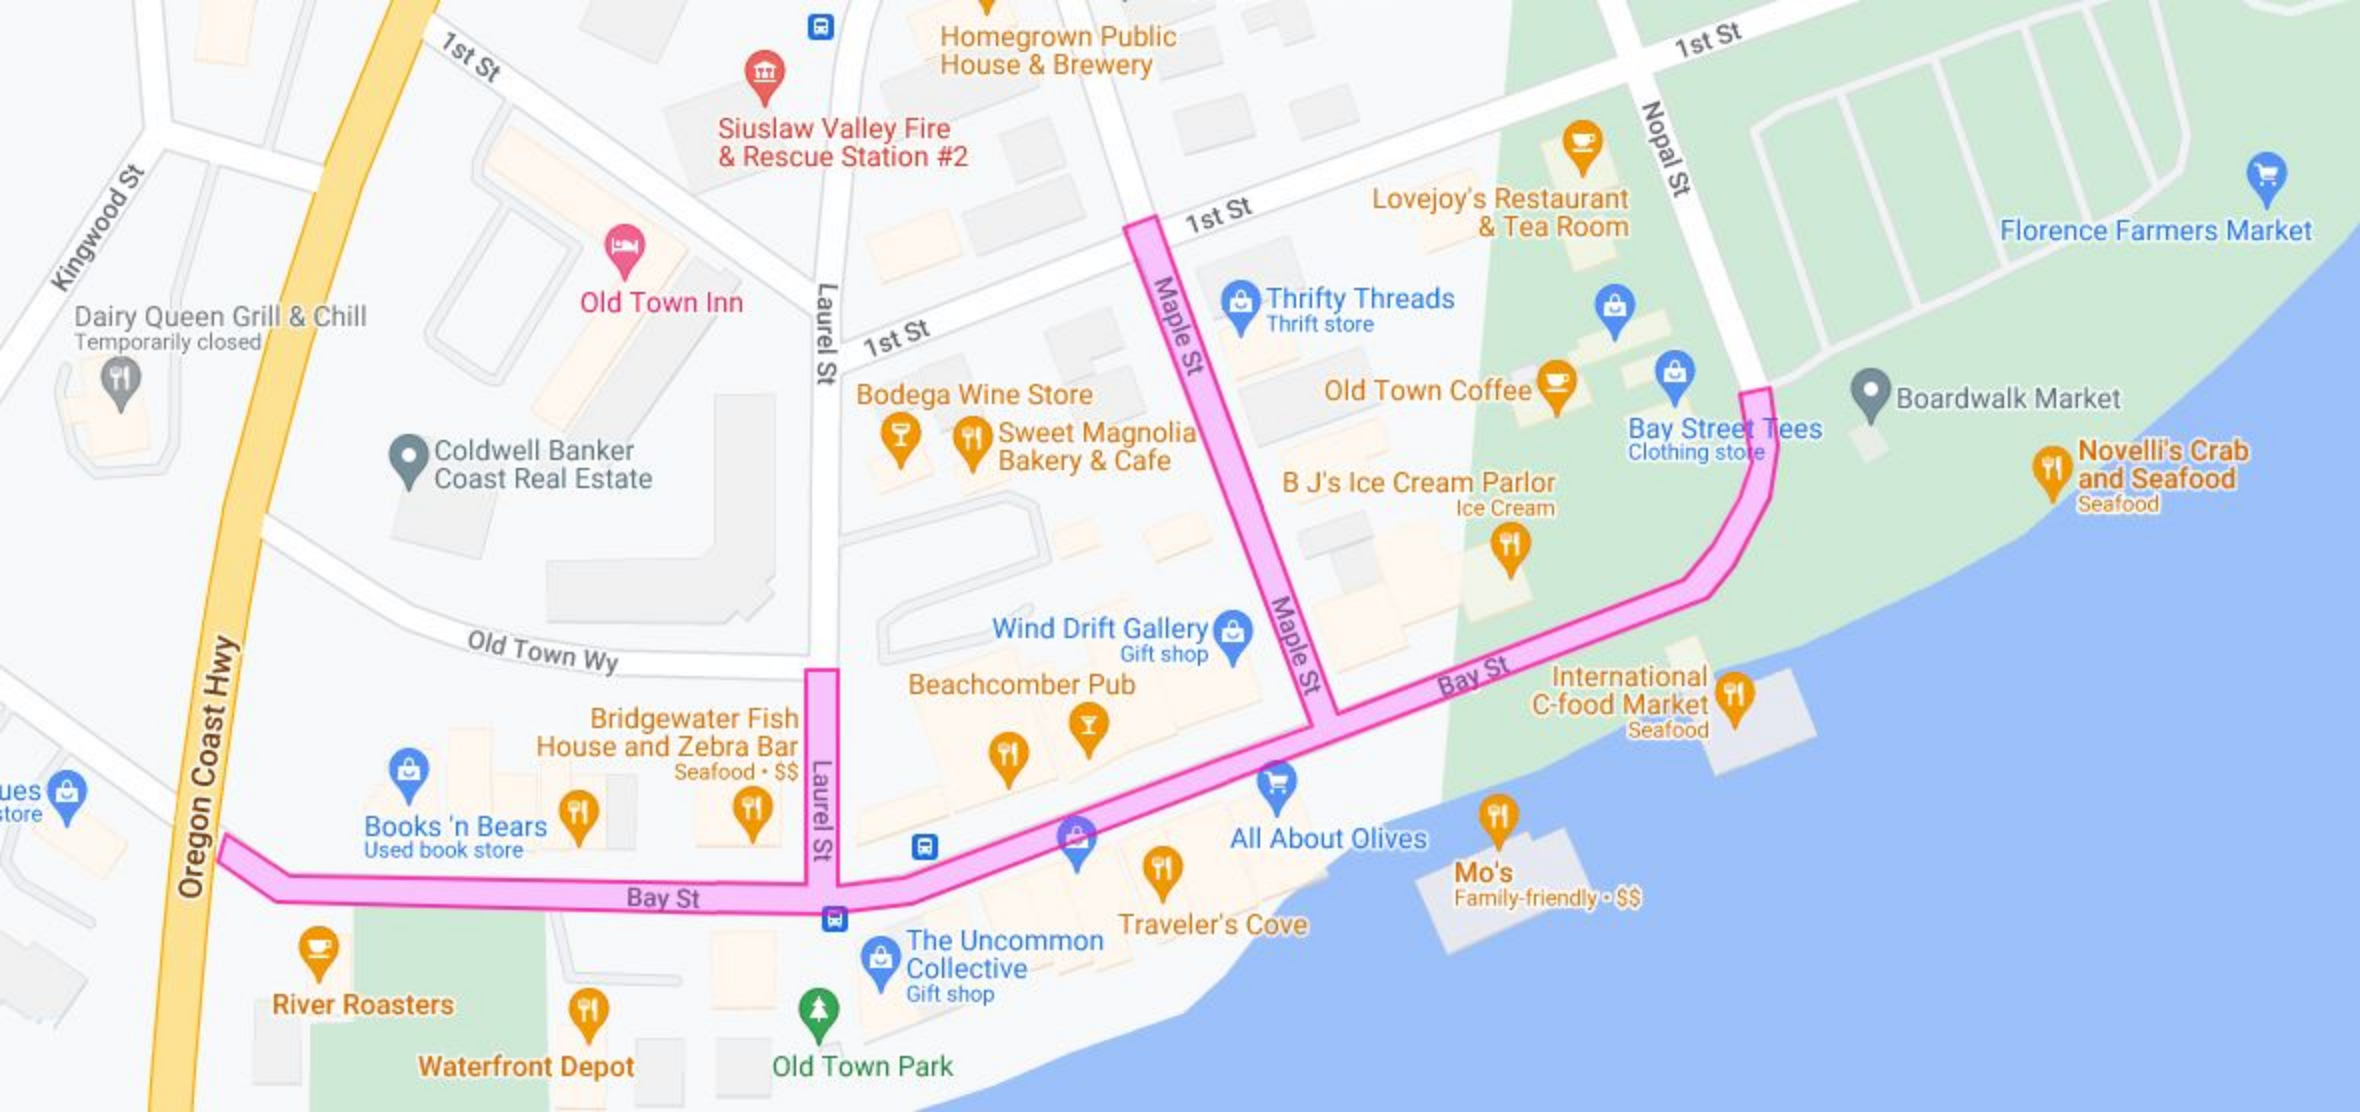 1st St
Homegrown Public
House & Brewery
1st St
Siuslaw Valley Fire
& Rescue Station #2
Nopal St
Kingwood St
Lovejoy's Restaurant
& Tea Room
1st St
Florence Farmers Market
Old Town Inn
Dairy Queen Grill & Chill
Temporarily closed
Laurel St
1st St
Maple St
Thrifty Threads
Thrift store
Old Town Coffee
Boardwalk Market
Bodega Wine Store
Sweet Magnolia
Bakery & Cafe
Bay Street Tees
Clothing store
Coldwell Banker
Coast Real Estate
Novelli's Crab
and Seafood
Seafood
B J's Ice Cream Parlor
Ice Cream
Old Town Wy
Wind Drift Gallery
Gift shop
Maple St
Bay St
Beachcomber Pub
International
C-food Market
Seafood
Oregon Coast Hwy
Bridgewater Fish
House and Zebra Bar
Seafood • $$
Laurel St
ues
store
Books 'n Bears
Used book store
All About Olives
Mo's
Family-friendly • $$
Bay St
Traveler's Cove
The Uncommon
Collective
Gift shop
River Roasters
Waterfront Depot
Old Town Park